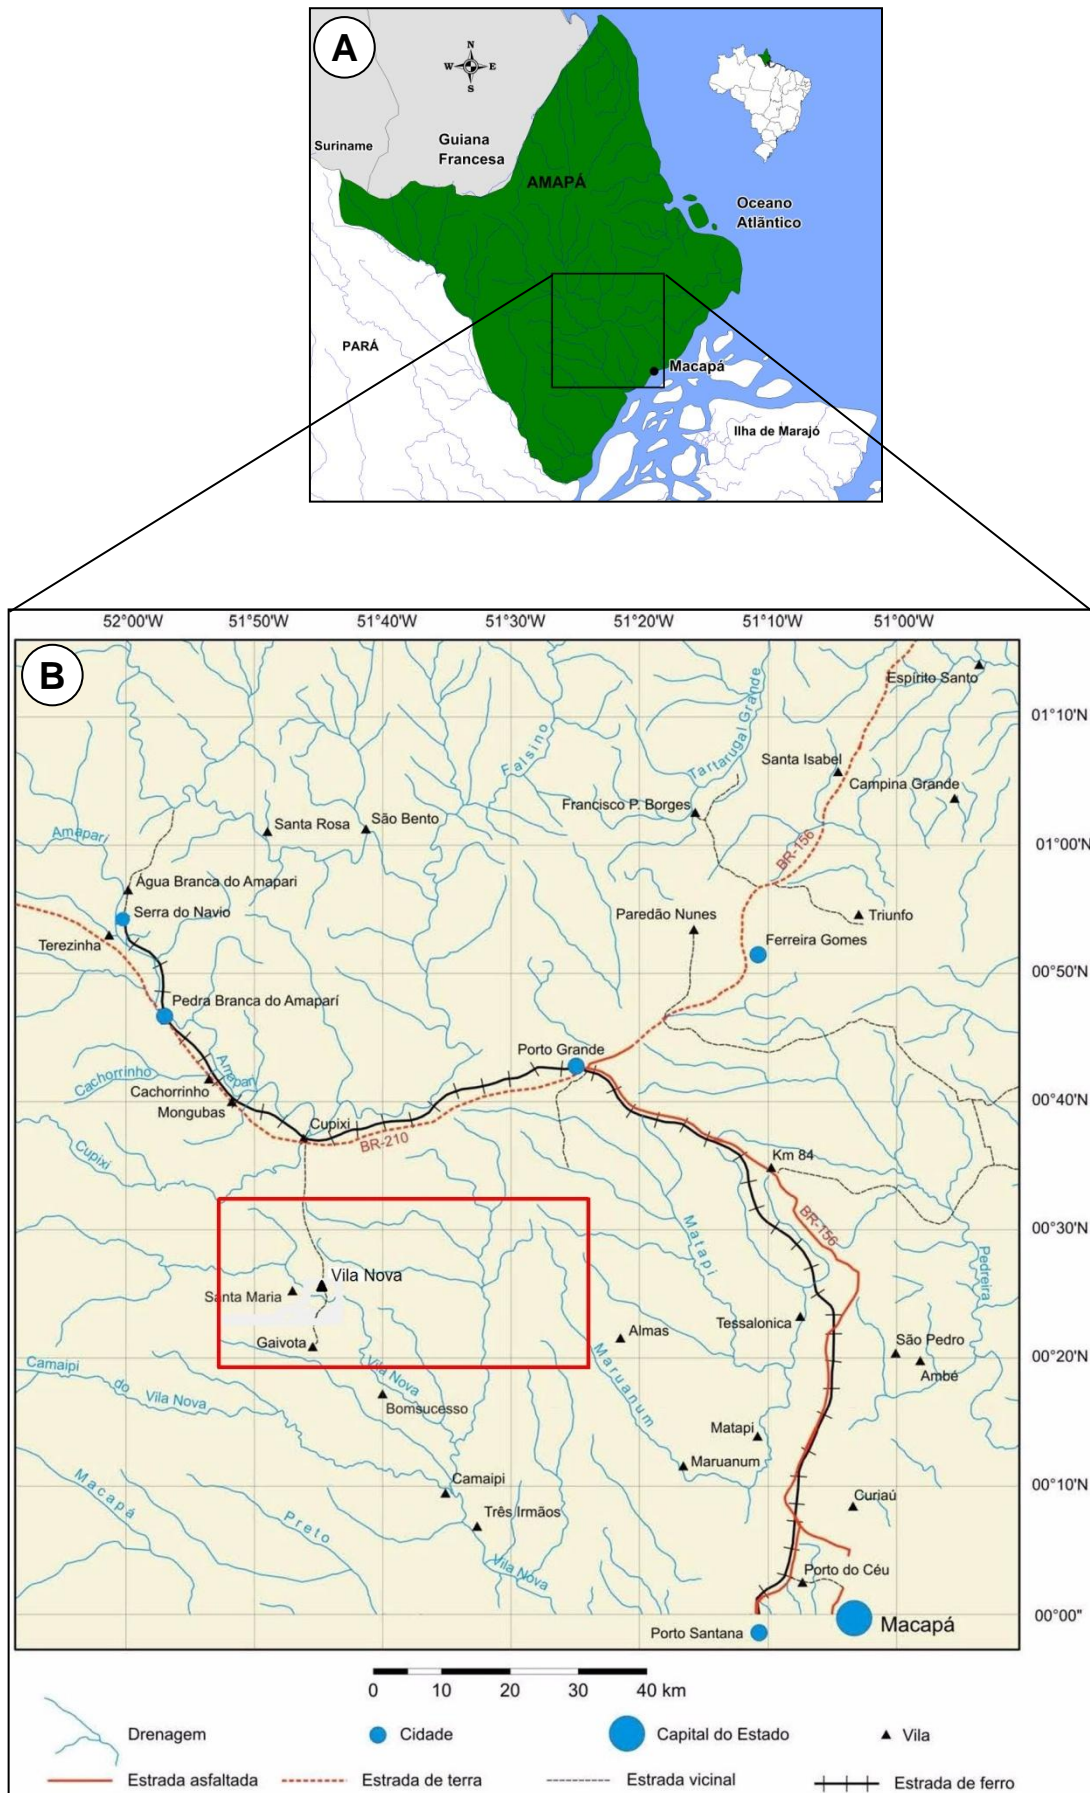 A
N
W E
S
Suriname
Guiana
Francesa
AMAPÁ
Oceano
Atlântico
PARÁ
Macapá
Ilha de Marajó
52°00'W 51°50'W 51°40'W 51°30'W 51°20'W 51°10'W 51°00'W
B
Espírito Santo
01°10'N
Falsino
Tartarugal Grande
Santa Isabel
Campina Grande
Francisco P. Borges
Santa Rosa
São Bento
Amapari
01°00'N
BR-156
Água Branca do Amapari
Serra do Navio
Terezinha
Paredão Nunes
Triunfo
Ferreira Gomes
00°50'N
Pedra Branca do Amaparí
Porto Grande
Amapari
Cachorrinho
Cachorrinho
Mongubas
00°40'N
Cupixi
BR-210
Cupixi
Km 84
BR-156
00°30'N
Matapi
Pedreira
Vila Nova
Santa Maria
Gaivota
Almas
Tessalonica
São Pedro
Ambé
00°20'N
Camaipi
do Vila Nova
Vila Nova
Maruanum
Bomsucesso
Matapi
Maruanum
Macapá
Preto
Camaipi
Três Irmãos
00°10'N
Curiaú
Vila Nova
Porto do Céu
00°00"
Macapá
Porto Santana
0 10 20 30 40 km
Drenagem
Cidade
Capital do Estado
Vila
Estrada asfaltada
Estrada de terra
Estrada vicinal
Estrada de ferro